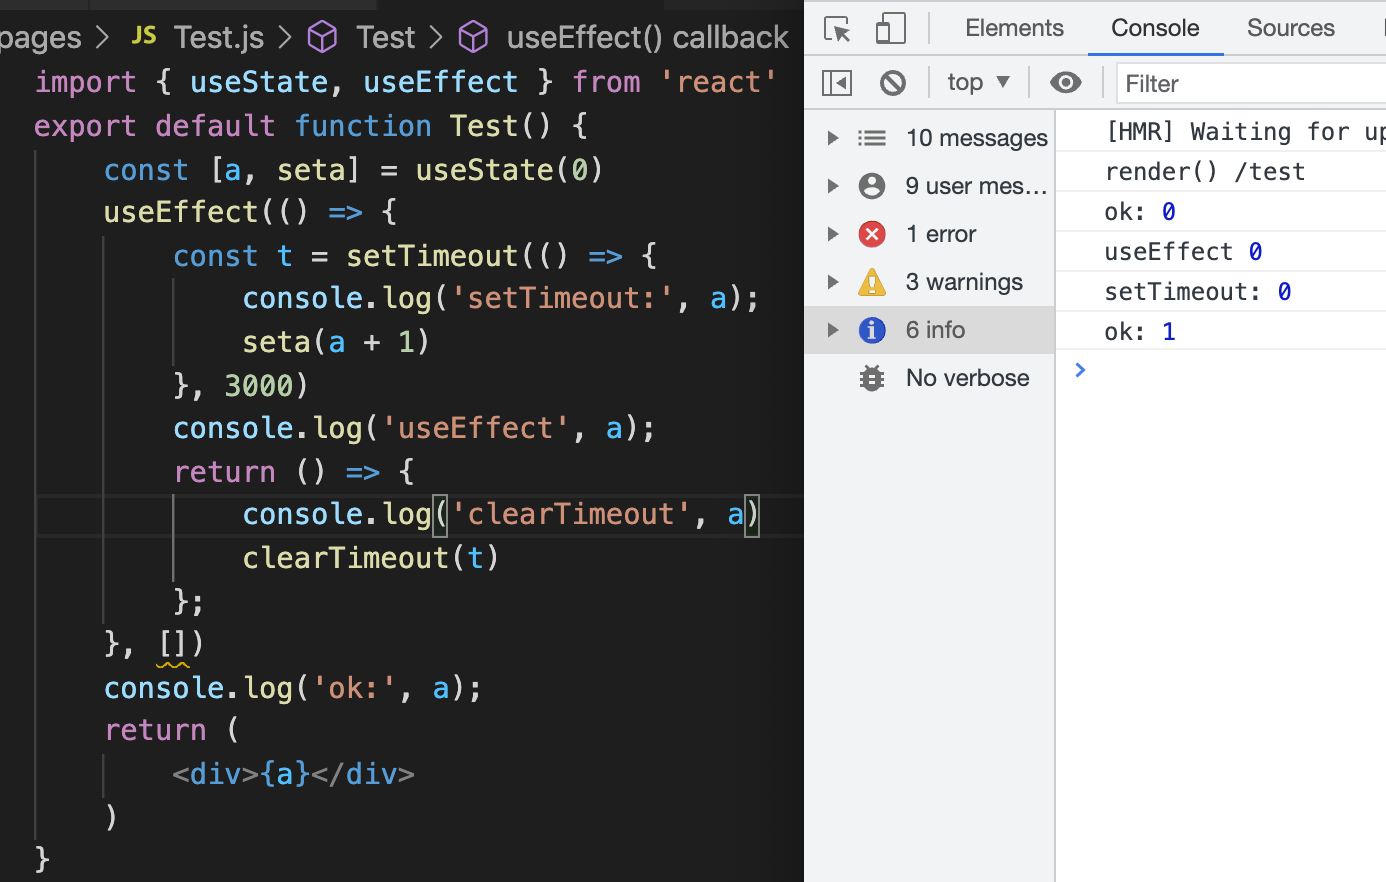 pages > JS Test.js > Test > useEffect() callback
import { useState, useEffect } from 'react'
export default function Test() {
const [a, seta] = useState(0)
useEffect(() => {
const t = setTimeout(() => {
console.log('setTimeout:', a);
seta(a + 1)
}, 3000)
console.log('useEffect', a);
return () => {
console.log('clearTimeout', a)
clearTimeout(t)
};
}, [])
console.log('ok:', a);
return (
<div>{a}</div>
)
}
Elements Console Sources
top ▼ Filter
10 messages
9 user mes...
1 error
3 warnings
6 info
No verbose
[HMR] Waiting for up
render() /test
ok: 0
useEffect 0
setTimeout: 0
ok: 1
>